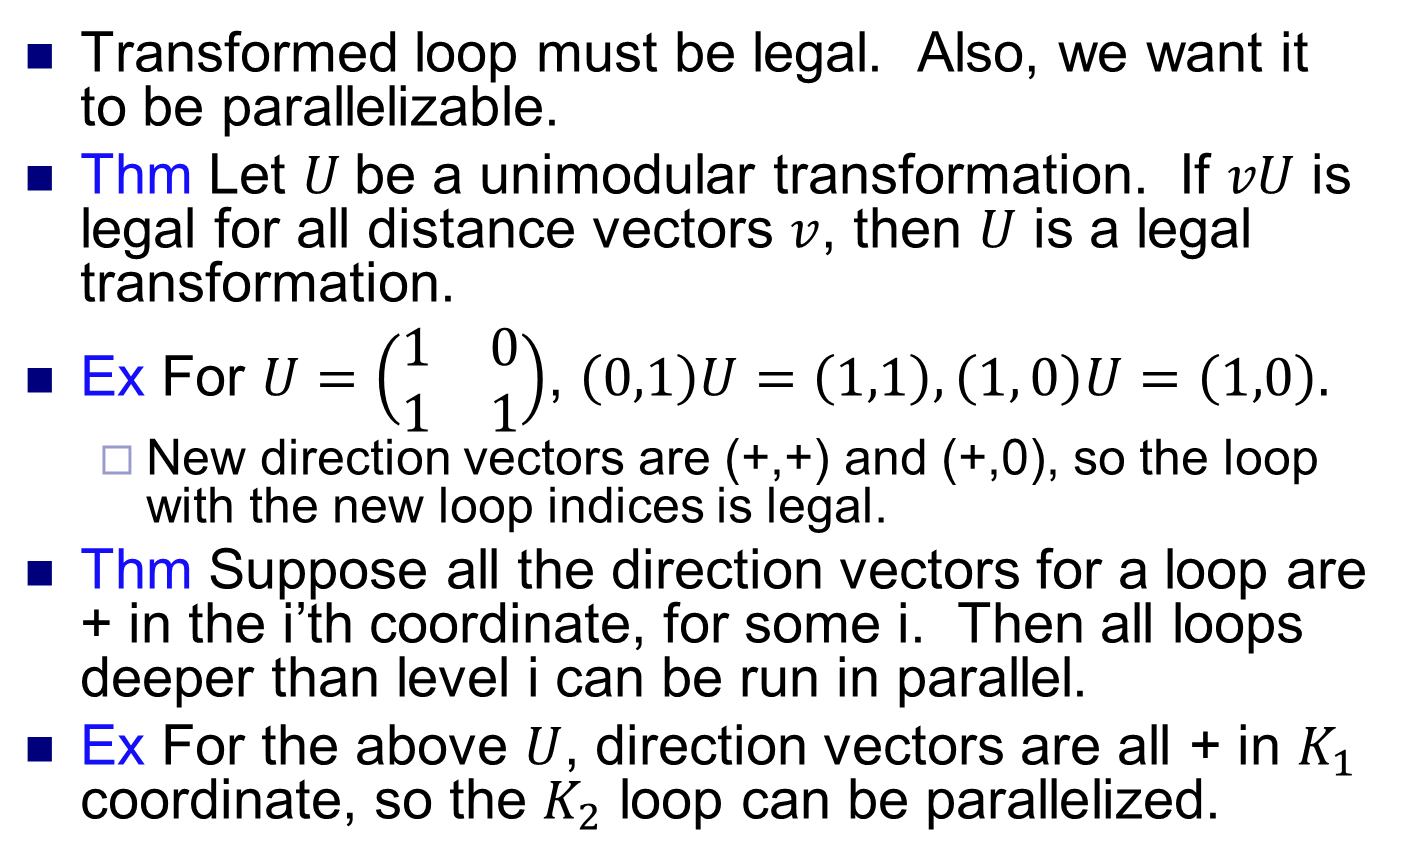 Transformed loop must be legal.  Also, we want it
to be parallelizable.
Thm Let U be a unimodular transformation.  If vU is
legal for all distance vectors v, then U is a legal
transformation.
Ex For U = (1 0
1 1), (0,1)U = (1,1), (1,0)U = (1,0).
New direction vectors are (+,+) and (+,0), so the loop
with the new loop indices is legal.
Thm Suppose all the direction vectors for a loop are
+ in the i’th coordinate, for some i.  Then all loops
deeper than level i can be run in parallel.
Ex For the above U, direction vectors are all + in K₁
coordinate, so the K₂ loop can be parallelized.